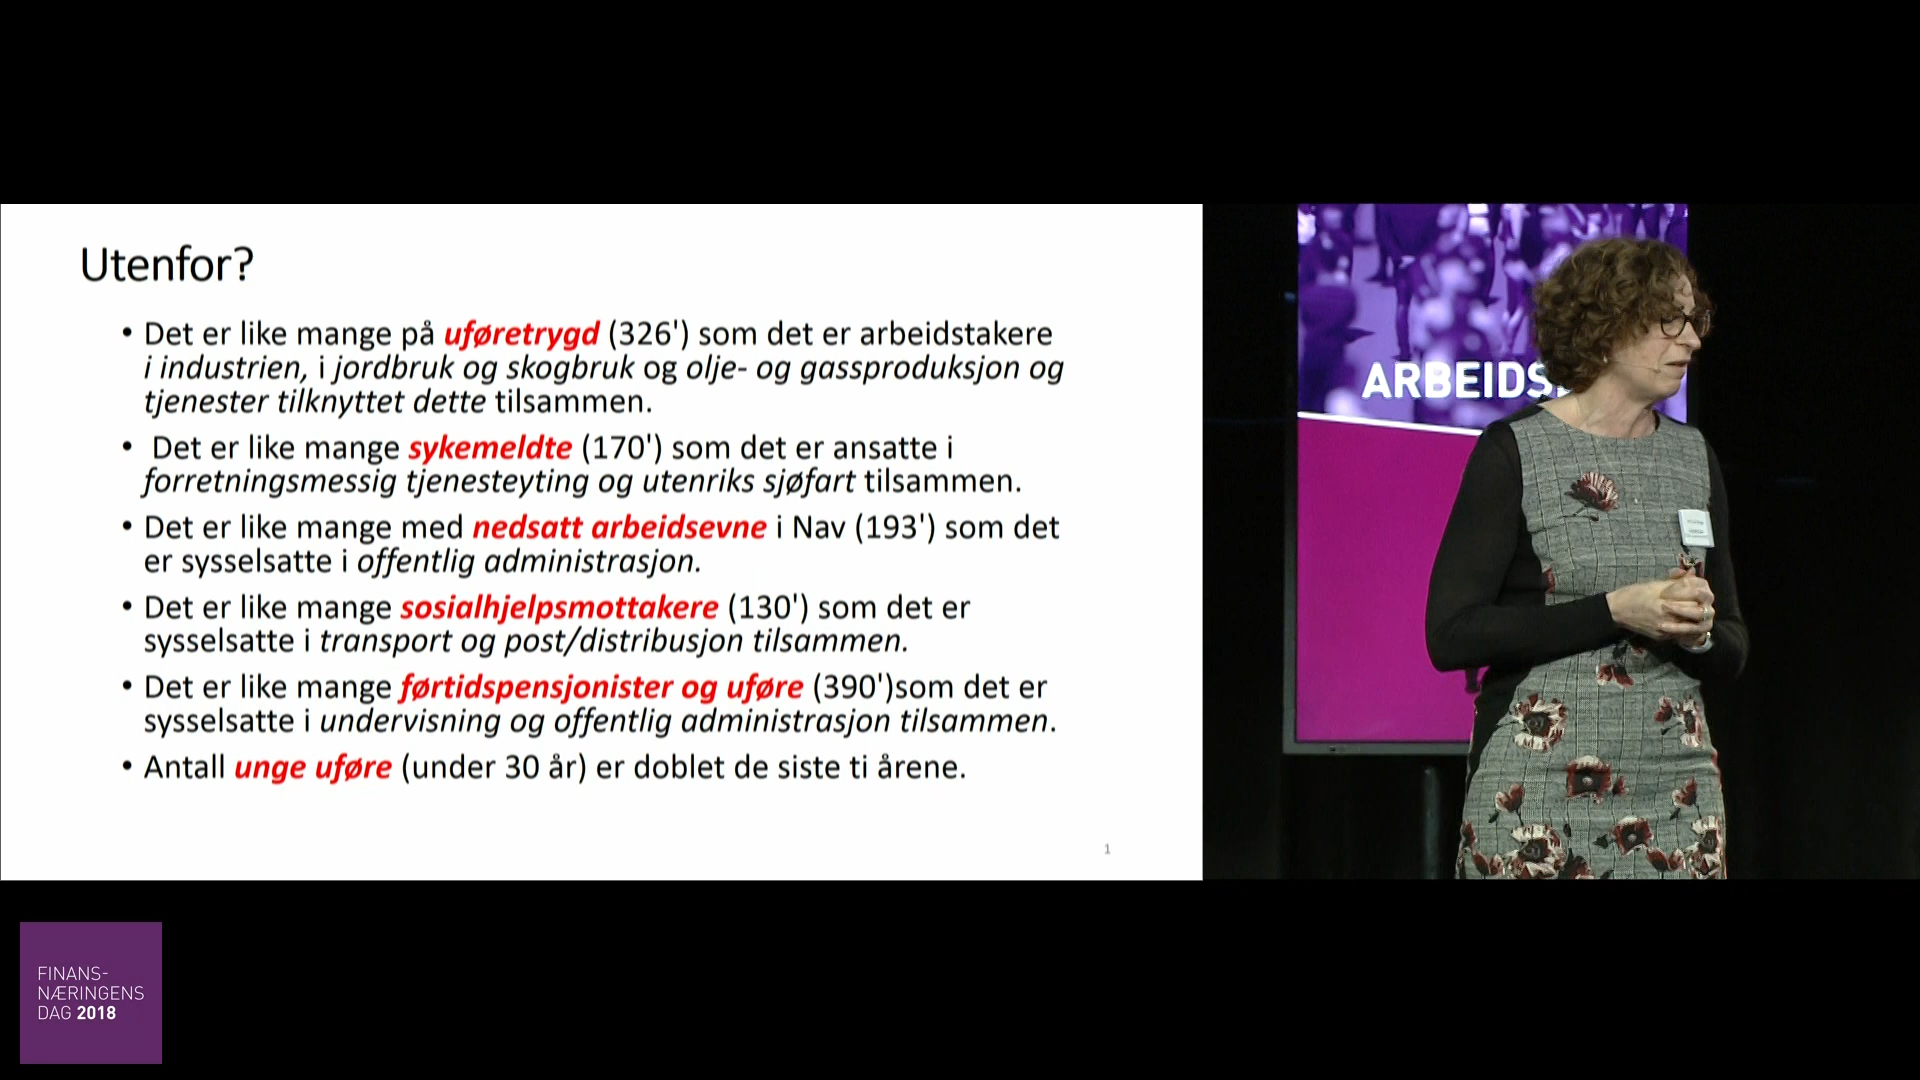 Utenfor?
• Det er like mange på uføretrygd (326') som det er arbeidstakere
i industrien, i jordbruk og skogbruk og olje- og gassproduksjon og
tjenester tilknyttet dette tilsammen.
• Det er like mange sykemeldte (170') som det er ansatte i
forretningsmessig tjenesteyting og utenriks sjøfart tilsammen.
• Det er like mange med nedsatt arbeidsevne i Nav (193') som det
er sysselsatte i offentlig administrasjon.
• Det er like mange sosialhjelpsmottakere (130') som det er
sysselsatte i transport og post/distribusjon tilsammen.
• Det er like mange førtidspensjonister og uføre (390')som det er
sysselsatte i undervisning og offentlig administrasjon tilsammen.
• Antall unge uføre (under 30 år) er doblet de siste ti årene.
1
ARBEIDS
FINANS-
NÆRINGENS
DAG 2018